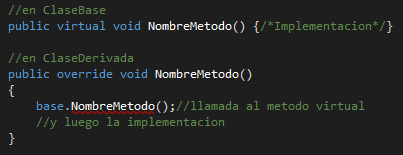 //en ClaseBase
public virtual void NombreMetodo() {/*Implementacion*/}
//en ClaseDerivada
public override void NombreMetodo()
{
base.NombreMetodo();//llamada al metodo virtual
//y luego la implementacion
}